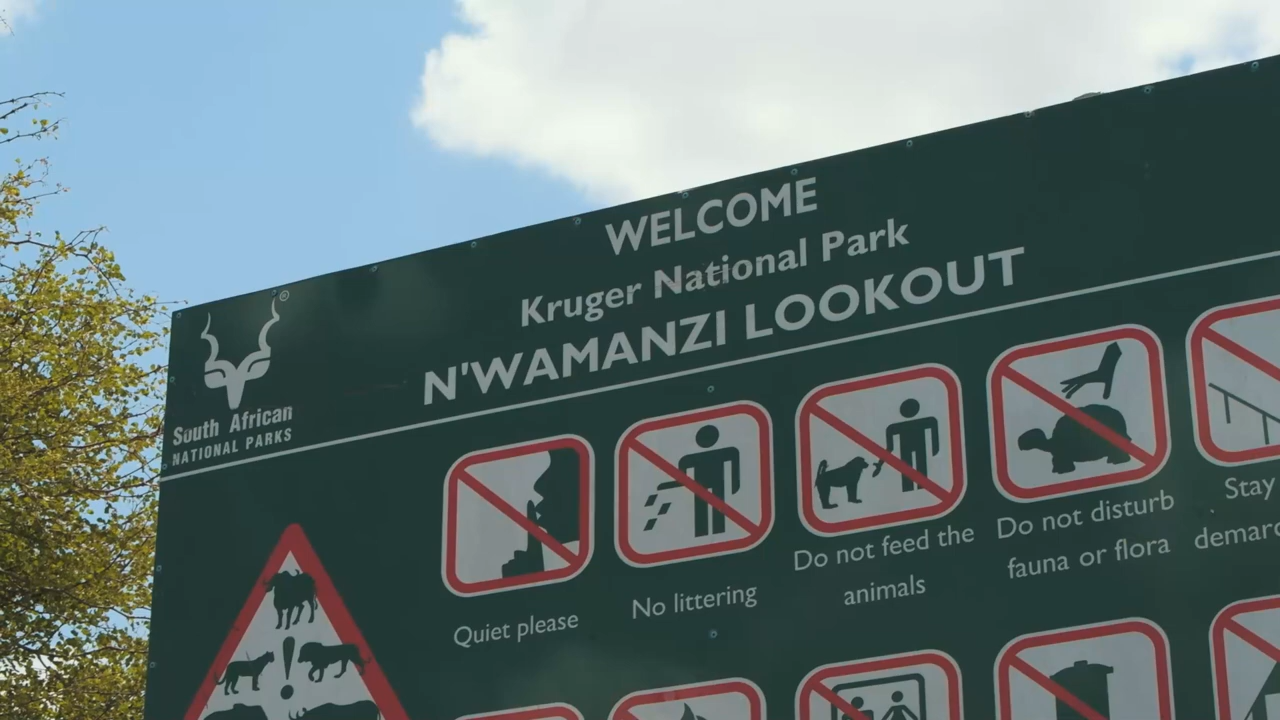 WELCOME
Kruger National Park
N'WAMANZI LOOKOUT
®
South African
NATIONAL PARKS
Quiet please
No littering
Do not feed the
animals
Do not disturb
fauna or flora
Stay
!